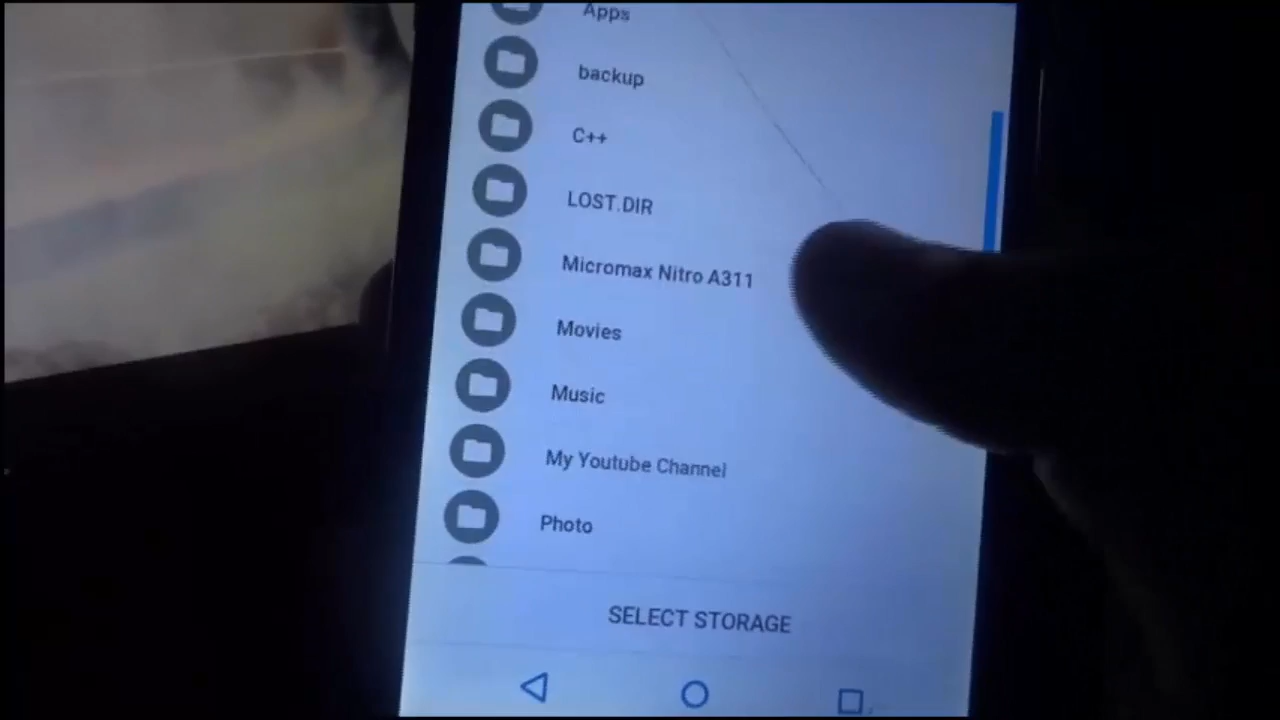 Apps
backup
C++
LOST.DIR
Micromax Nitro A311
Movies
Music
My Youtube Channel
Photo
SELECT STORAGE